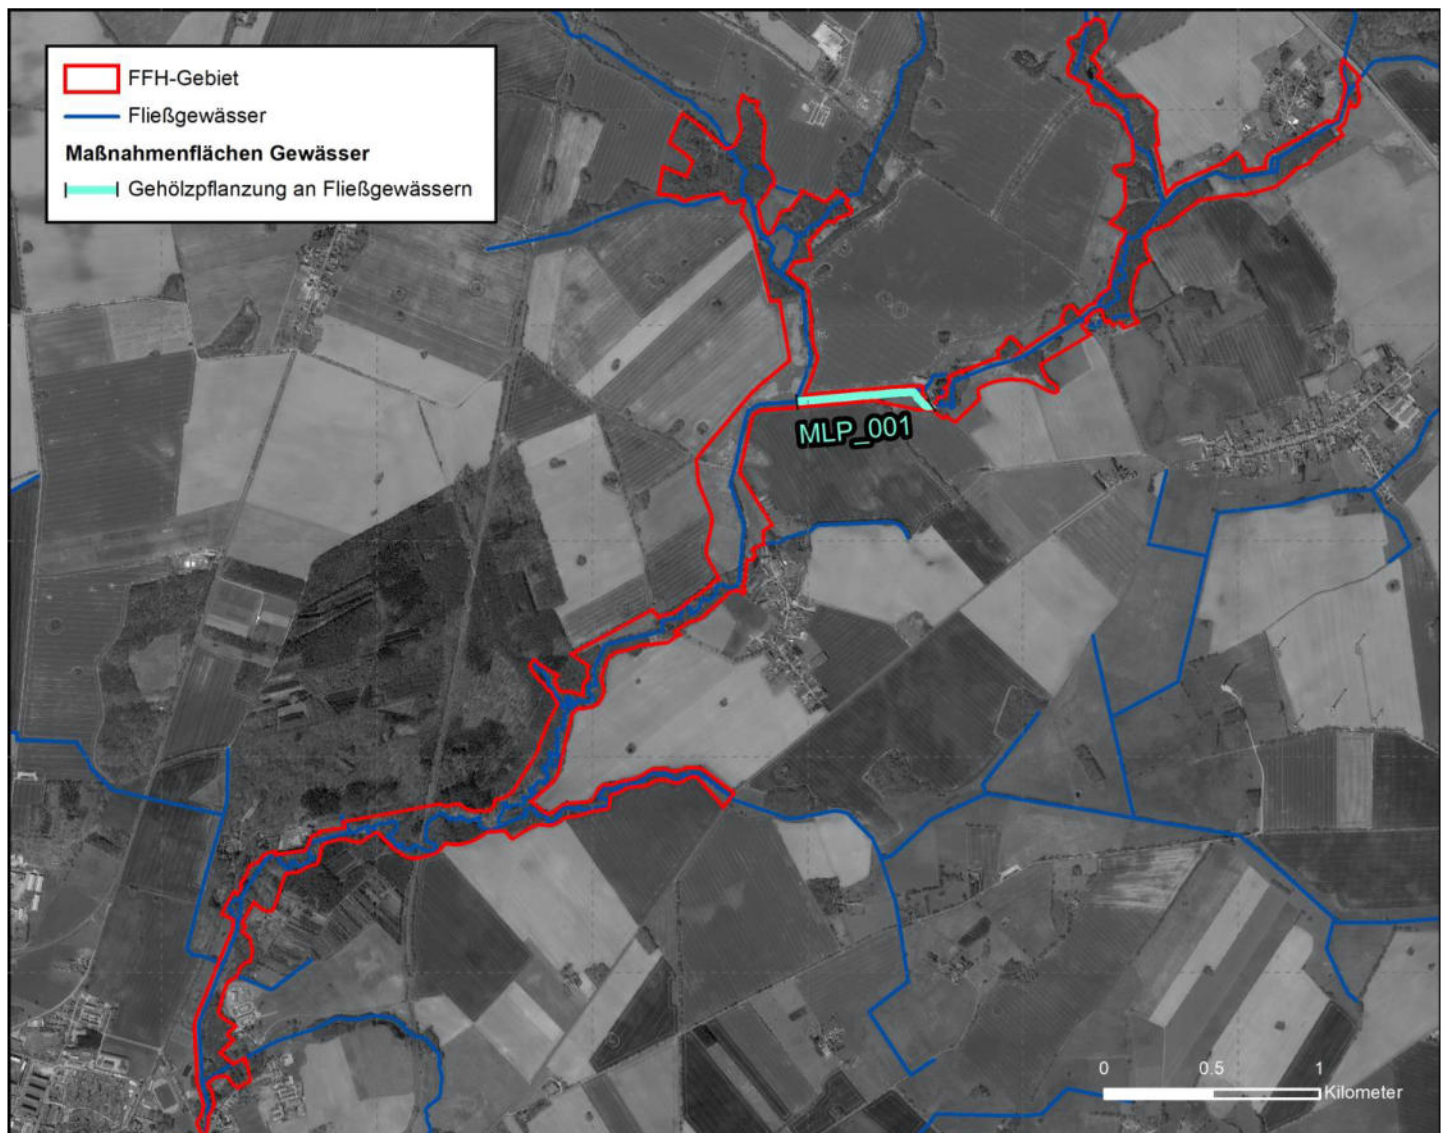 FFH-Gebiet
Fließgewässer
Maßnahmenflächen Gewässer
Gehölzpflanzung an Fließgewässern
MLP_001
0 0.5 1
Kilometer